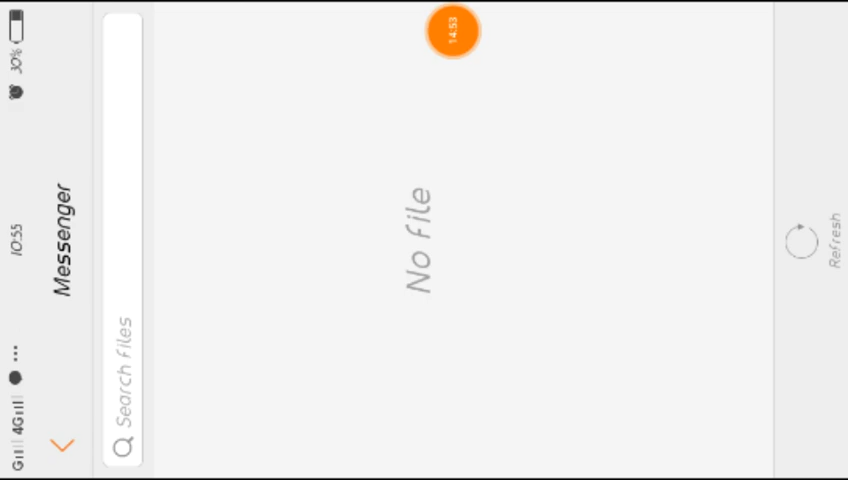 G 4G ... 10:55 30%
Messenger
Search files
14:53
No file
Refresh